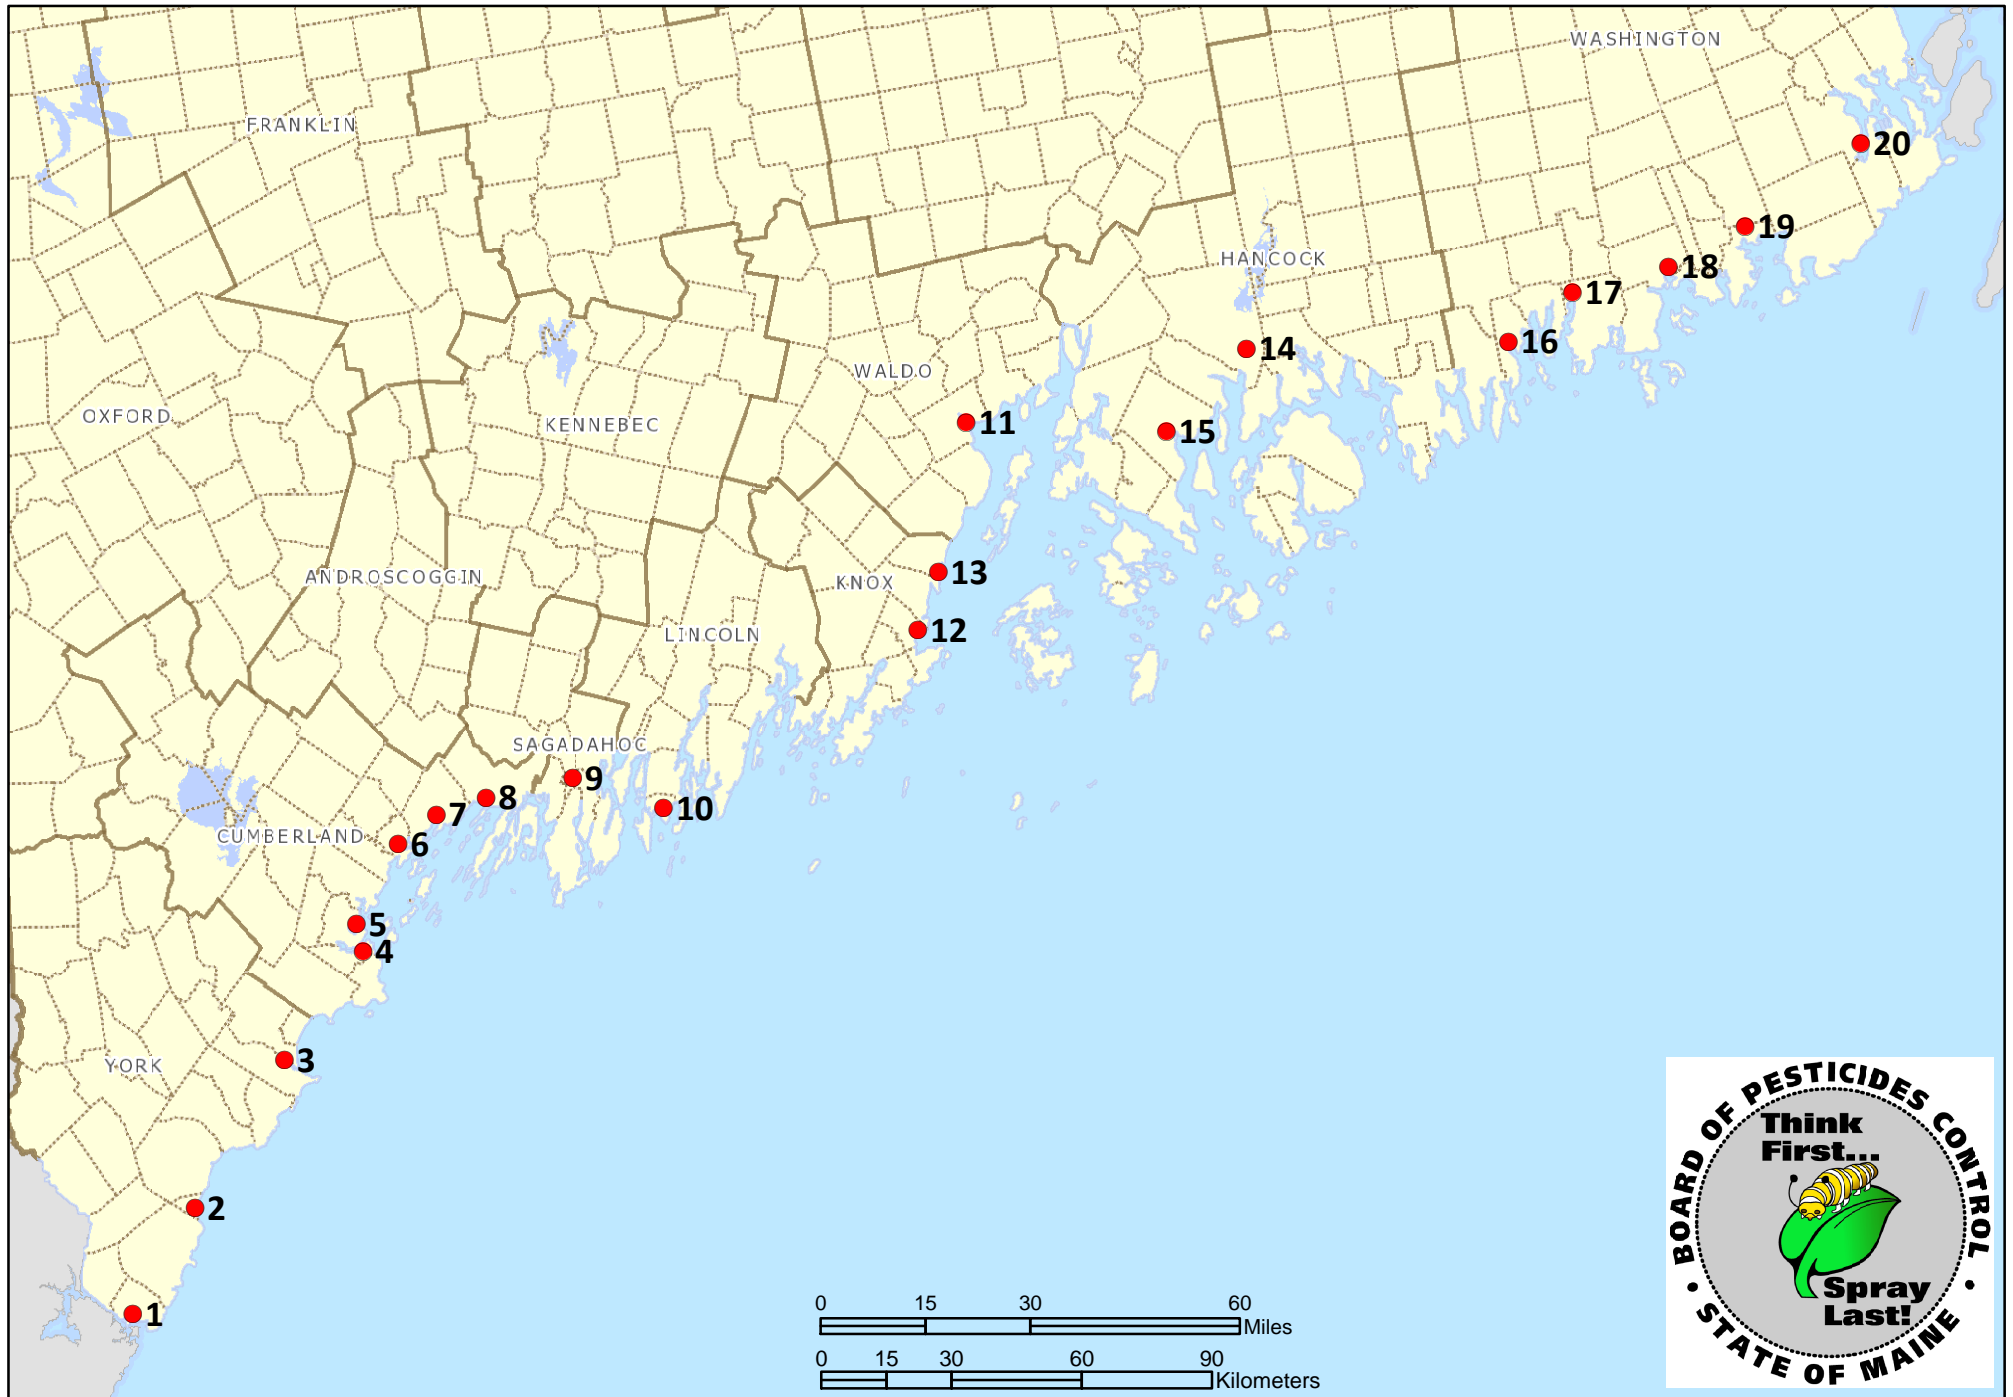 WASHINGTON
FRANKLIN
20
19
HANCOCK
18
17
16
14
WALDO
OXFORD
11
KENNEBEC
15
13
ANDROSCOGGIN
KNOX
12
LINCOLN
SAGADAHOC
9
8
10
7
CUMBERLAND
6
5
4
3
YORK
2
1
0 15 30 60
Miles
0 15 30 60 90
Kilometers
BOARD OF PESTICIDES CONTROL
Think
First...
Spray
Last!
• STATE OF MAINE •